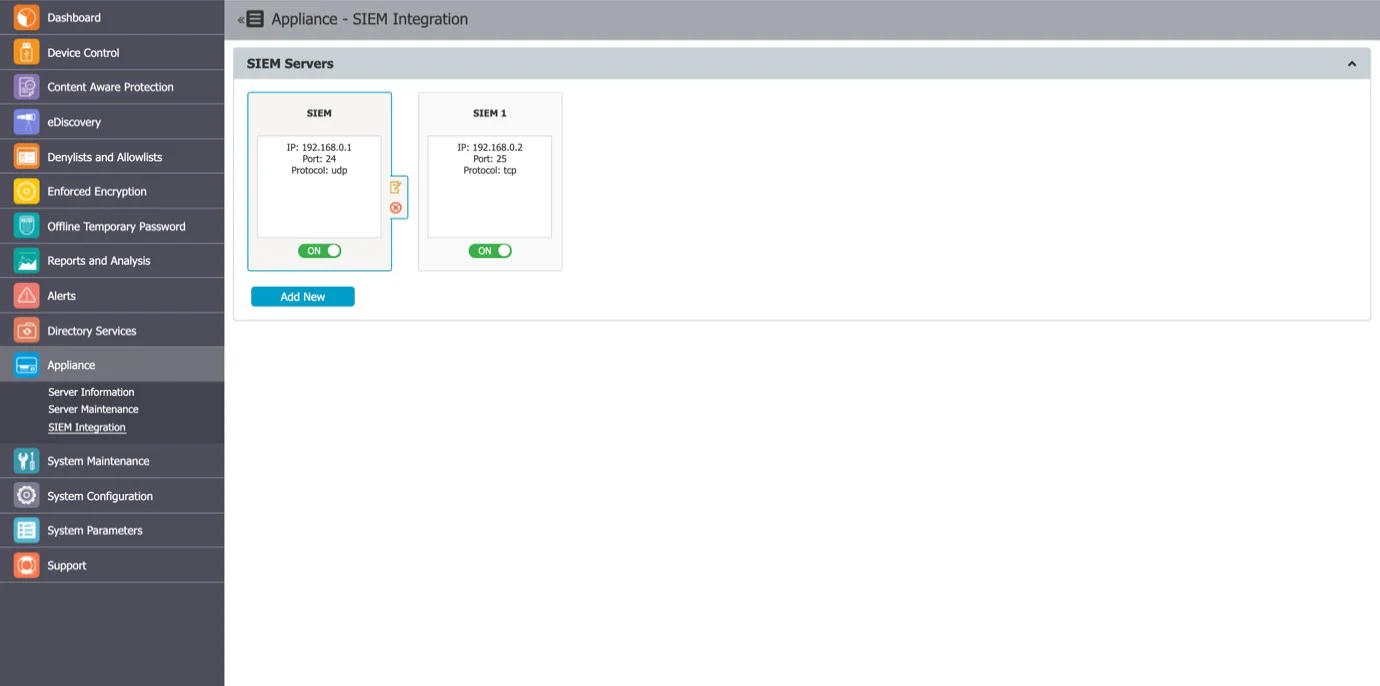 Dashboard
Device Control
Content Aware Protection
eDiscovery
Denylists and Allowlists
Enforced Encryption
Offline Temporary Password
Reports and Analysis
Alerts
Directory Services
Appliance
Server Information
Server Maintenance
SIEM Integration
System Maintenance
System Configuration
System Parameters
Support
Appliance - SIEM Integration
SIEM Servers
SIEM
IP: 192.168.0.1
Port: 24
Protocol: udp
ON
SIEM 1
IP: 192.168.0.2
Port: 25
Protocol: tcp
ON
Add New